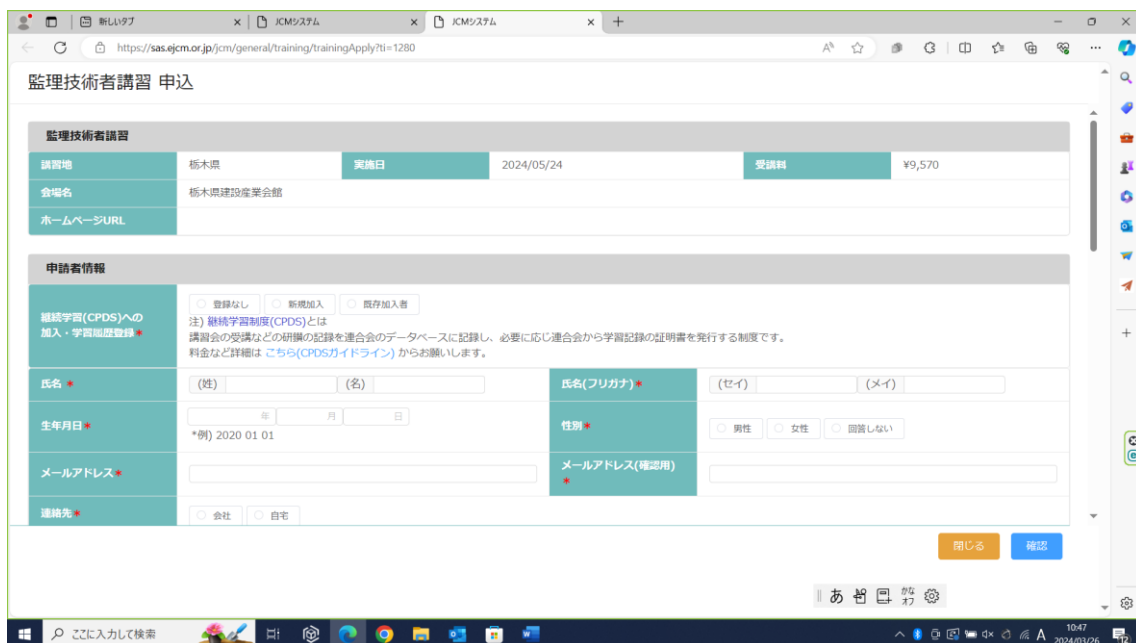 新しいタブ
JCMシステム
JCMシステム
https://sas.ejcm.or.jp/jcm/general/training/trainingApply?ti=1280
監理技術者講習 申込
監理技術者講習
講習地 栃木県 実施日 2024/05/24 受講料 ¥9,570
会場名 栃木県建設産業会館
ホームページURL
申請者情報
継続学習(CPDS)への
加入・学習履歴登録*
登録なし 新規加入 既存加入者
注) 継続学習制度(CPDS)とは
講習会の受講などの研鑽の記録を連合会のデータベースに記録し、必要に応じ連合会から学習記録の証明書を発行する制度です。
料金など詳細は こちら(CPDSガイドライン) からお願いします。
氏名 * (姓) (名) 氏名(フリガナ)* (セイ) (メイ)
生年月日* 年 月 日
*例) 2020 01 01
性別* 男性 女性 回答しない
メールアドレス* メールアドレス(確認用)
*
連絡先* 会社 自宅
閉じる 確認
あ かな
オフ
ここに入力して検索
A 10:47
2024/03/26